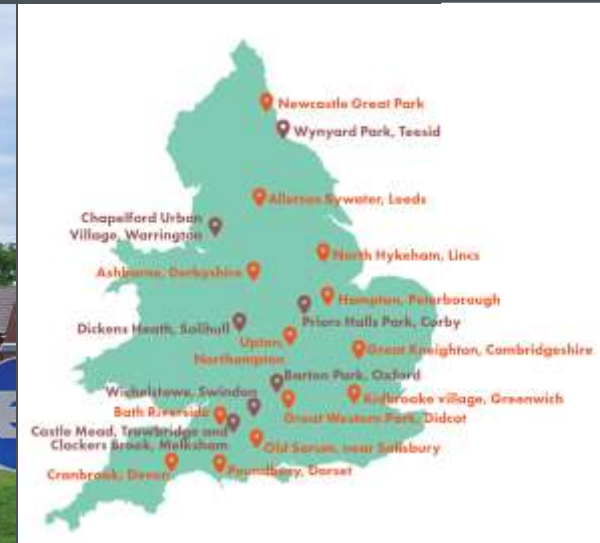 Newcastle Great Park
Wynyard Park, Teesid
Allerton Bywater, Leeds
Chapelford Urban
Village, Warrington
North Hykeham, Lincs
Ashborne, Derbyshire
Hampton, Peterborough
Priors Halls Park, Corby
Dickens Heath, Solihull
Upton,
Northampton
Great Kneighton, Cambridgeshire
Barton Park, Oxford
Wichelstowe, Swindon
Kidbrooke village, Greenwich
Bath Riverside
Great Western Park, Didcot
Castle Mead, Trowbridge and
Clackers Brook, Melksham
Old Sarum, near Salisbury
Cranbrook, Devon
Poundbury, Dorset